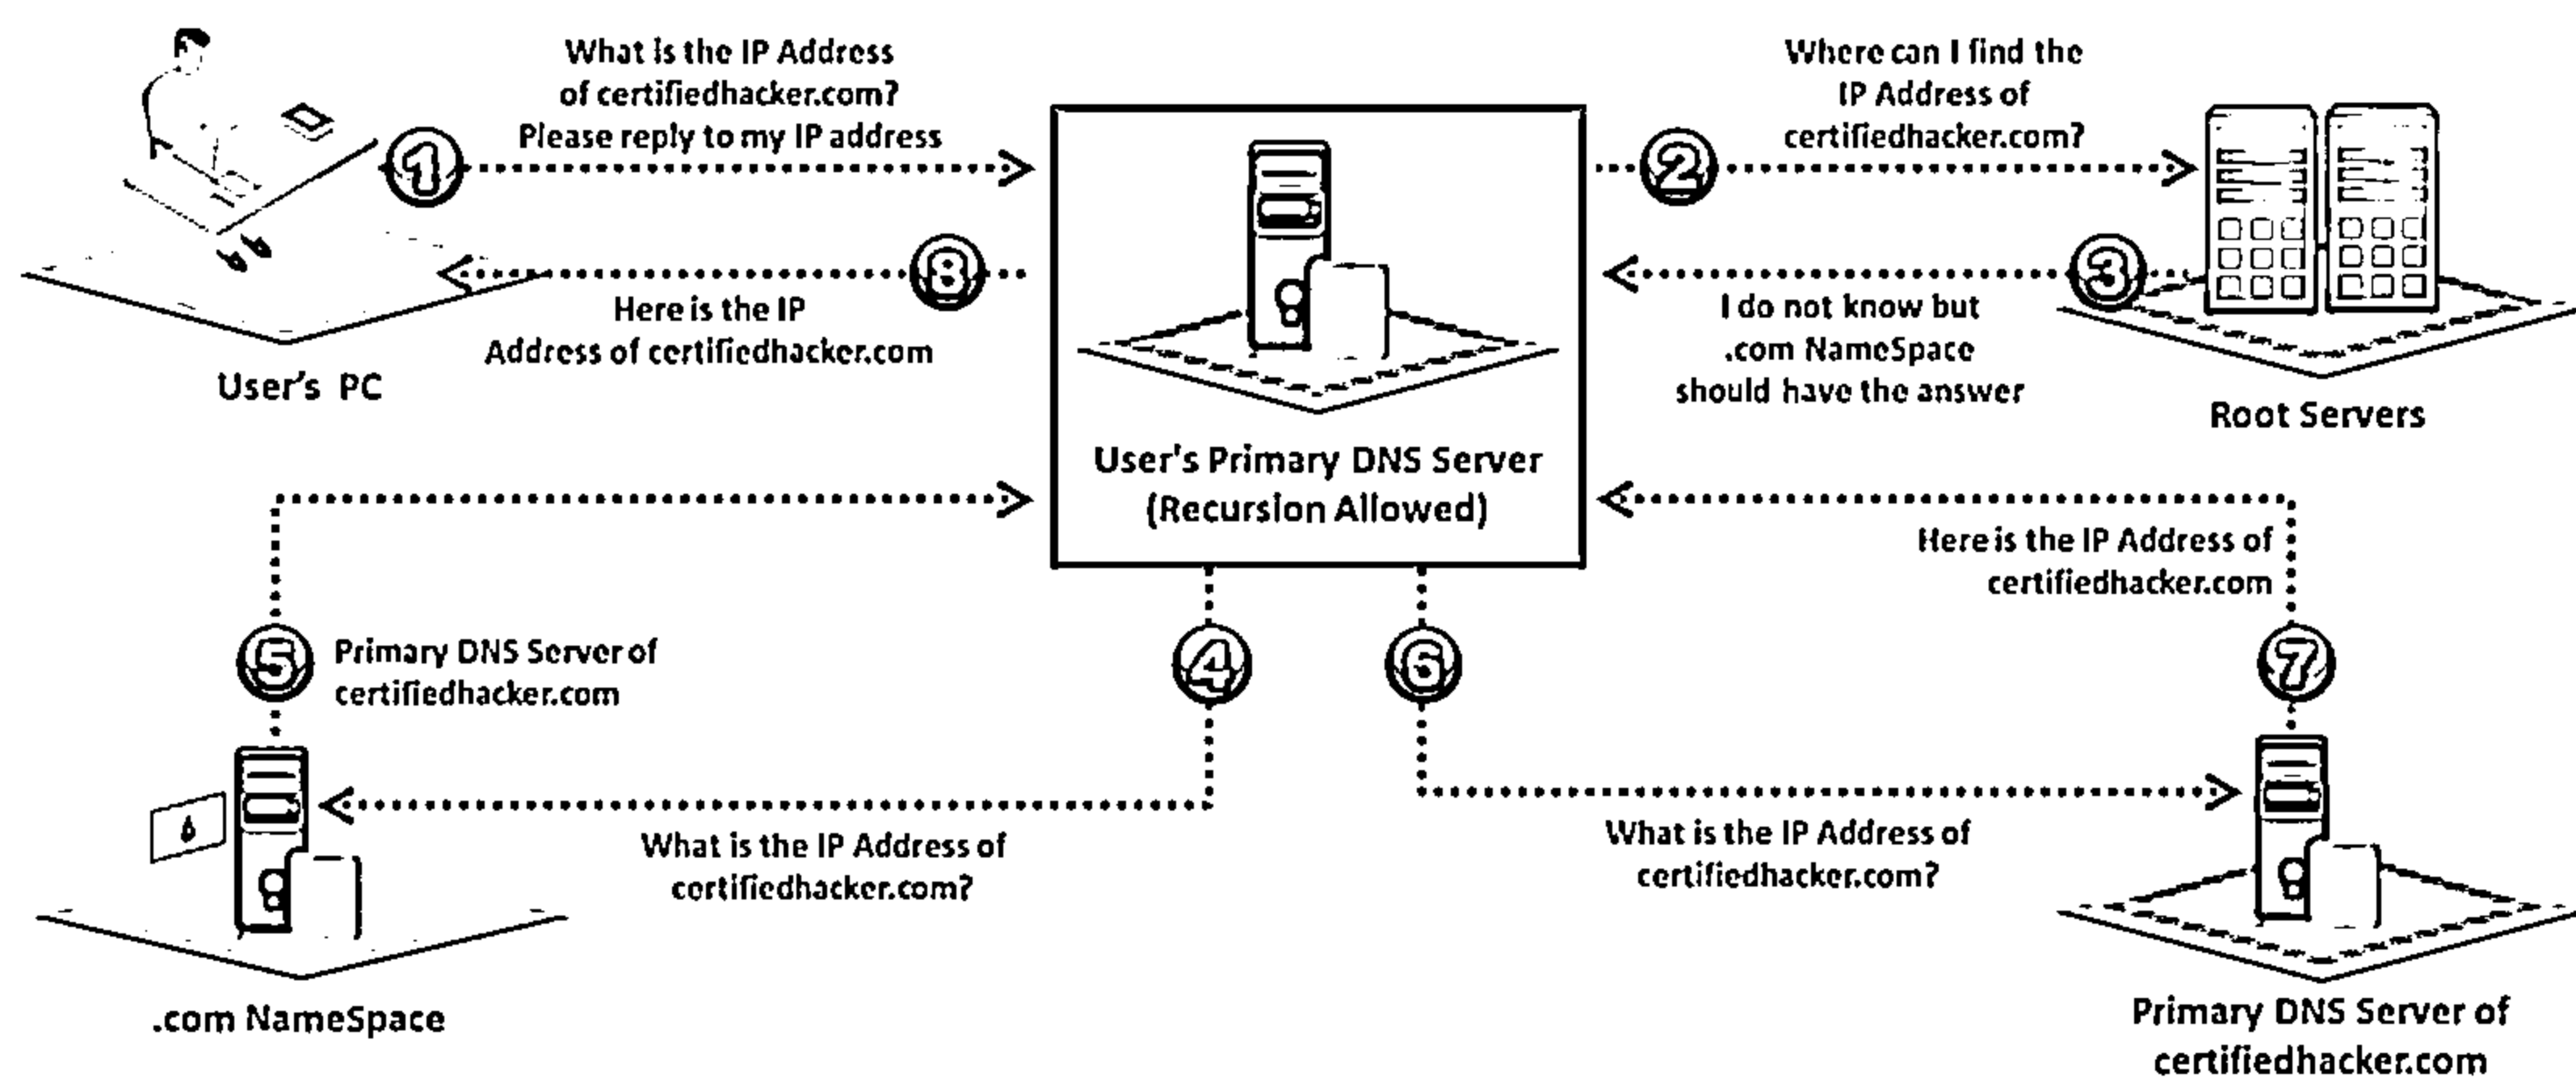 What is the IP Address
of certifiedhacker.com?
Please reply to my IP address
1
8
Here is the IP
Address of certifiedhacker.com
User's PC
User's Primary DNS Server
(Recursion Allowed)
Where can I find the
IP Address of
certifiedhacker.com?
2
3
I do not know but
.com NameSpace
should have the answer
Root Servers
5
Primary DNS Server of
certifiedhacker.com
4
What is the IP Address of
certifiedhacker.com?
.com NameSpace
6
What is the IP Address of
certifiedhacker.com?
Here is the IP Address of
certifiedhacker.com
7
Primary DNS Server of
certifiedhacker.com